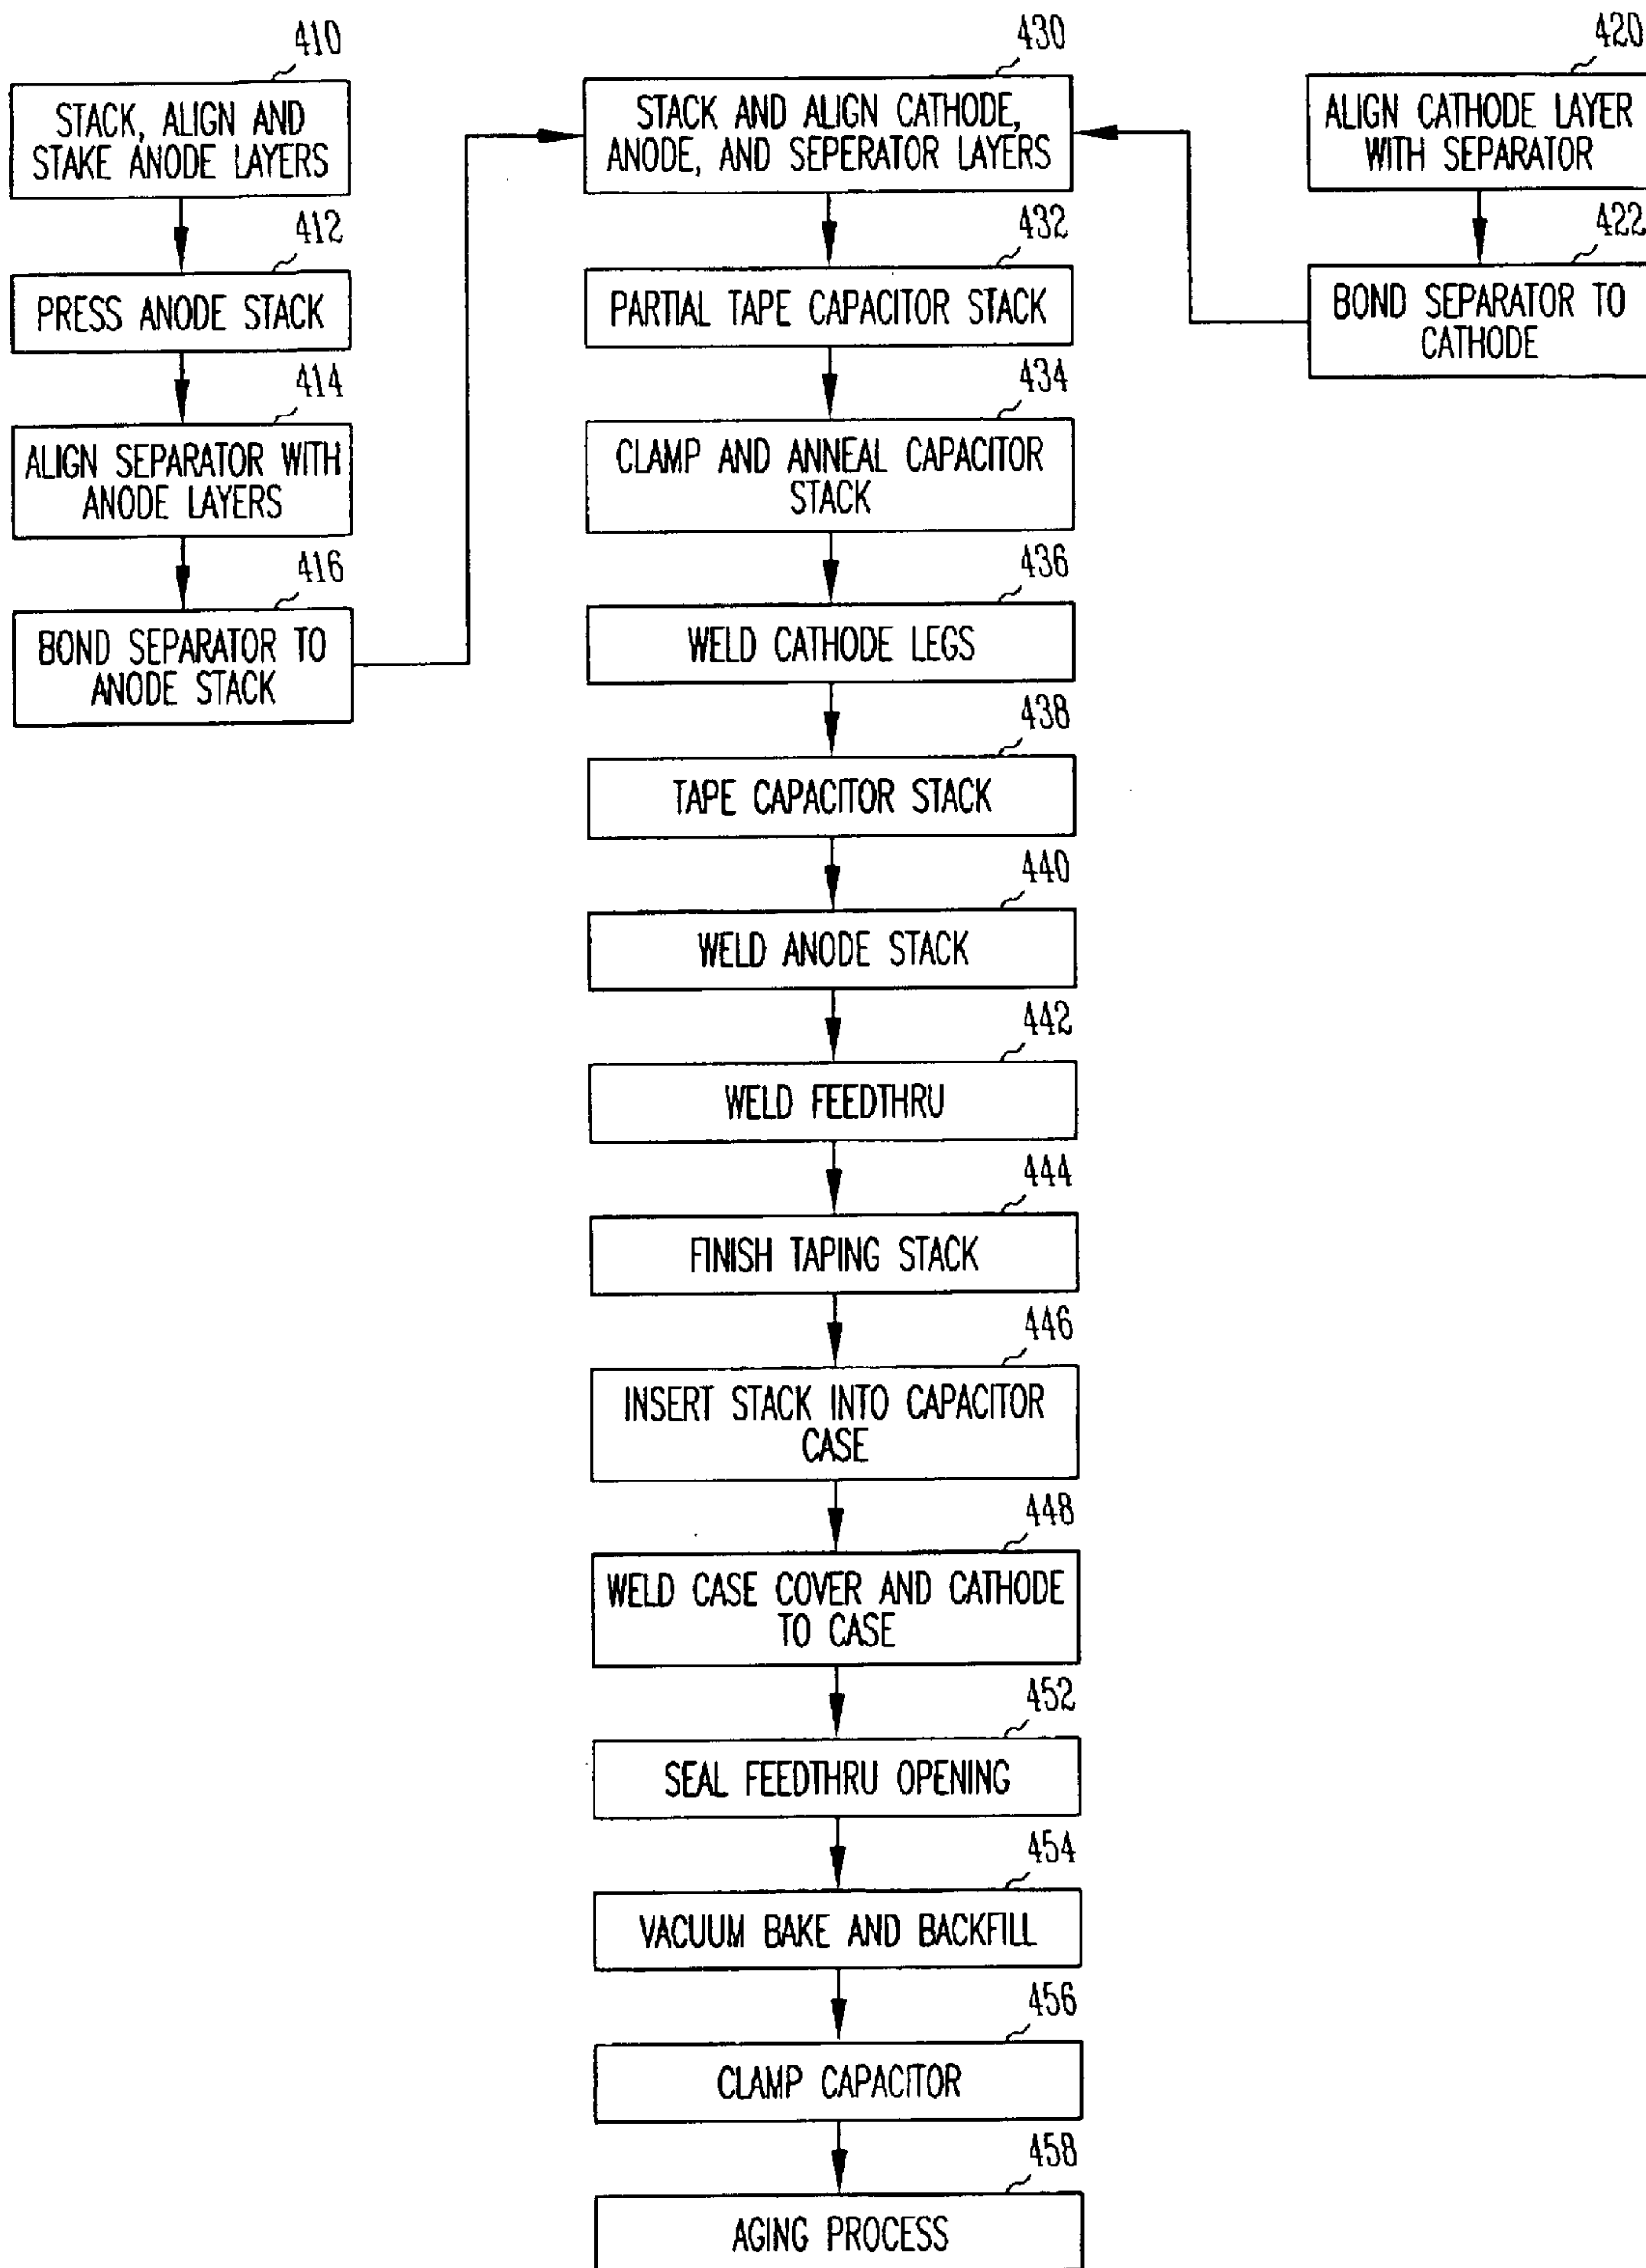 410
STACK, ALIGN AND
STAKE ANODE LAYERS
412
PRESS ANODE STACK
414
ALIGN SEPARATOR WITH
ANODE LAYERS
416
BOND SEPARATOR TO
ANODE STACK
420
ALIGN CATHODE LAYER
WITH SEPARATOR
422
BOND SEPARATOR TO
CATHODE
430
STACK AND ALIGN CATHODE,
ANODE, AND SEPERATOR LAYERS
432
PARTIAL TAPE CAPACITOR STACK
434
CLAMP AND ANNEAL CAPACITOR
STACK
436
WELD CATHODE LEGS
438
TAPE CAPACITOR STACK
440
WELD ANODE STACK
442
WELD FEEDTHRU
444
FINISH TAPING STACK
446
INSERT STACK INTO CAPACITOR
CASE
448
WELD CASE COVER AND CATHODE
TO CASE
452
SEAL FEEDTHRU OPENING
454
VACUUM BAKE AND BACKFILL
456
CLAMP CAPACITOR
458
AGING PROCESS